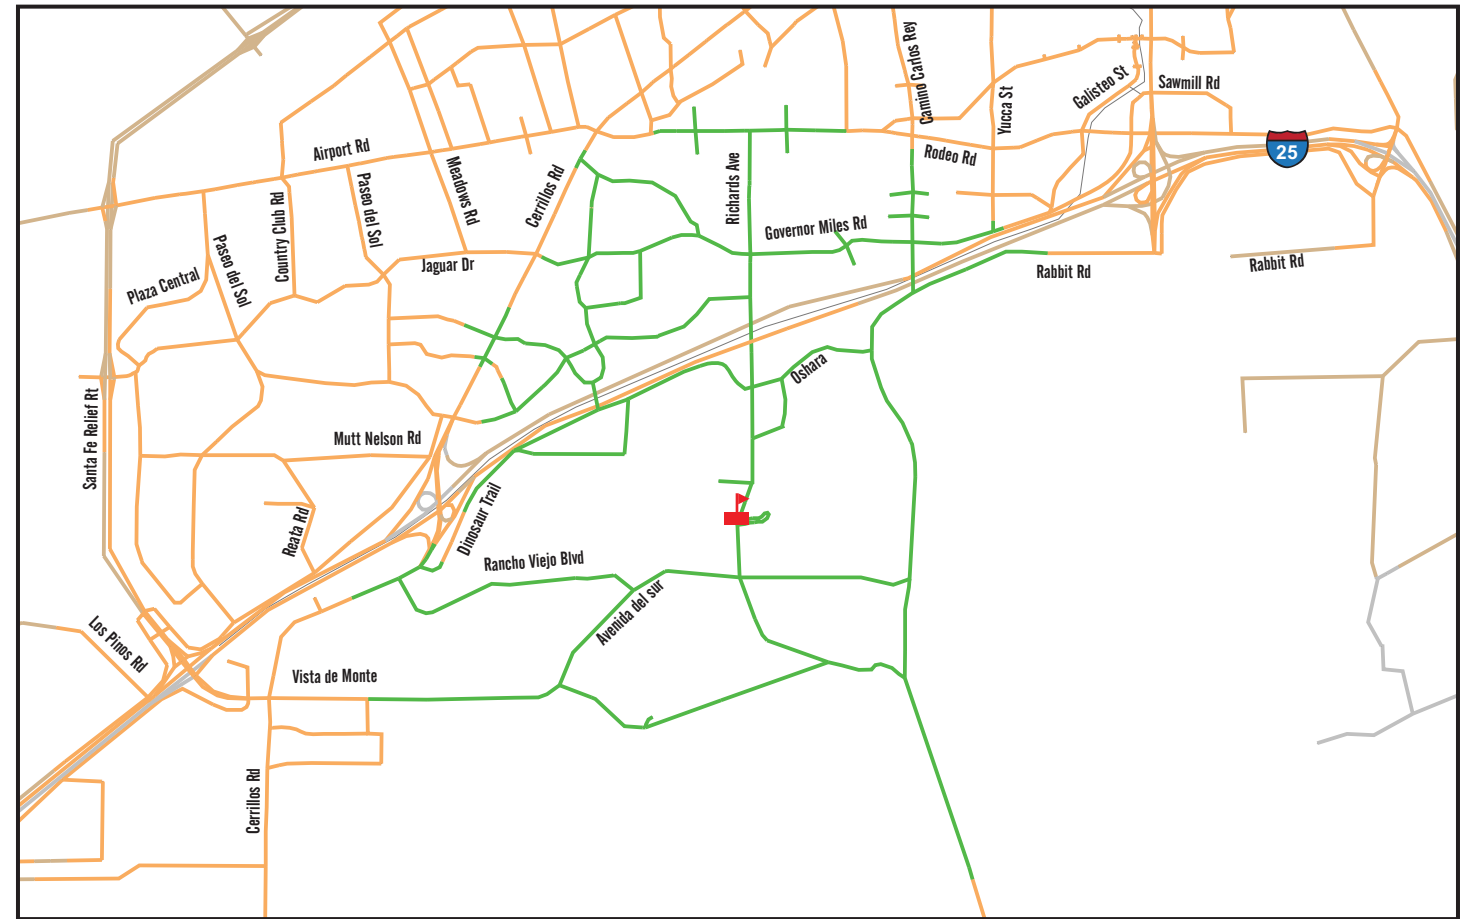 Camino Carlos Rey
Galisteo St
Sawmill Rd
Yucca St
Airport Rd
Rodeo Rd
25
Meadows Rd
Cerrillos Rd
Richards Ave
Paseo del Sol
Country Club Rd
Governor Miles Rd
Paseo del Sol
Plaza Central
Jaguar Dr
Rabbit Rd
Rabbit Rd
Oshara
Santa Fe Relief Rt
Mutt Nelson Rd
Reata Rd
Dinosaur Trail
Rancho Viejo Blvd
Avenida del sur
Los Pinos Rd
Vista de Monte
Cerrillos Rd